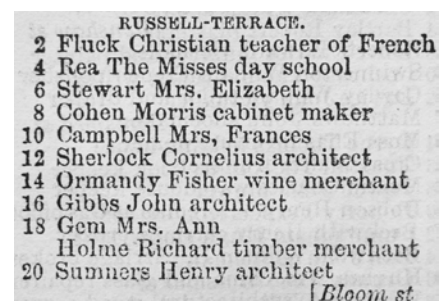 RUSSELL-TERRACE.
2 Fluck Christian teacher of French
4 Rea The Misses day school
6 Stewart Mrs. Elizabeth
8 Cohen Morris cabinet maker
10 Campbell Mrs, Frances
12 Sherlock Cornelius architect
14 Ormandy Fisher wine merchant
16 Gibbs John architect
18 Gem Mrs. Ann
Holme Richard timber merchant
20 Sumners Henry architect
[Bloom st